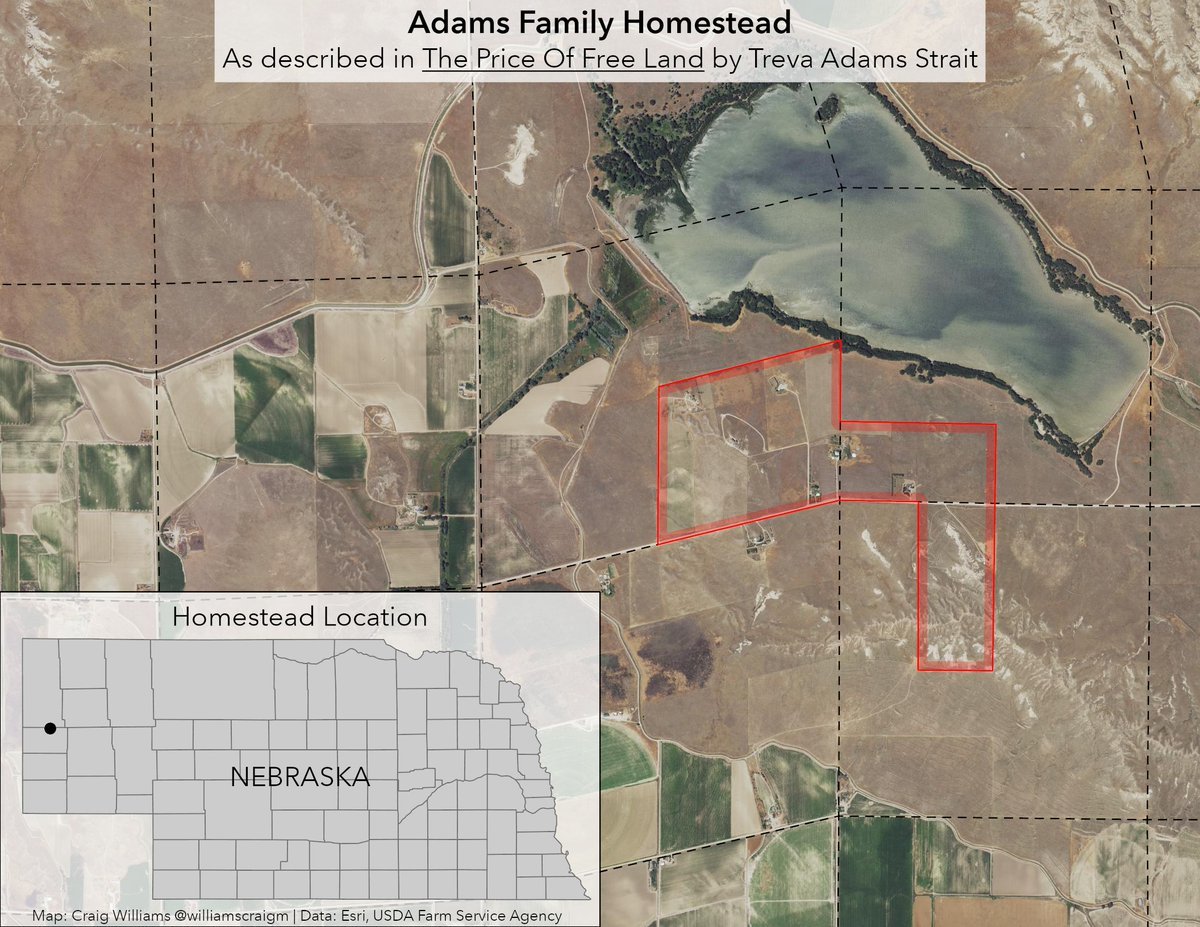 Adams Family Homestead
As described in The Price Of Free Land by Treva Adams Strait
Homestead Location
NEBRASKA
Map: Craig Williams @williamscraigm | Data: Esri, USDA Farm Service Agency